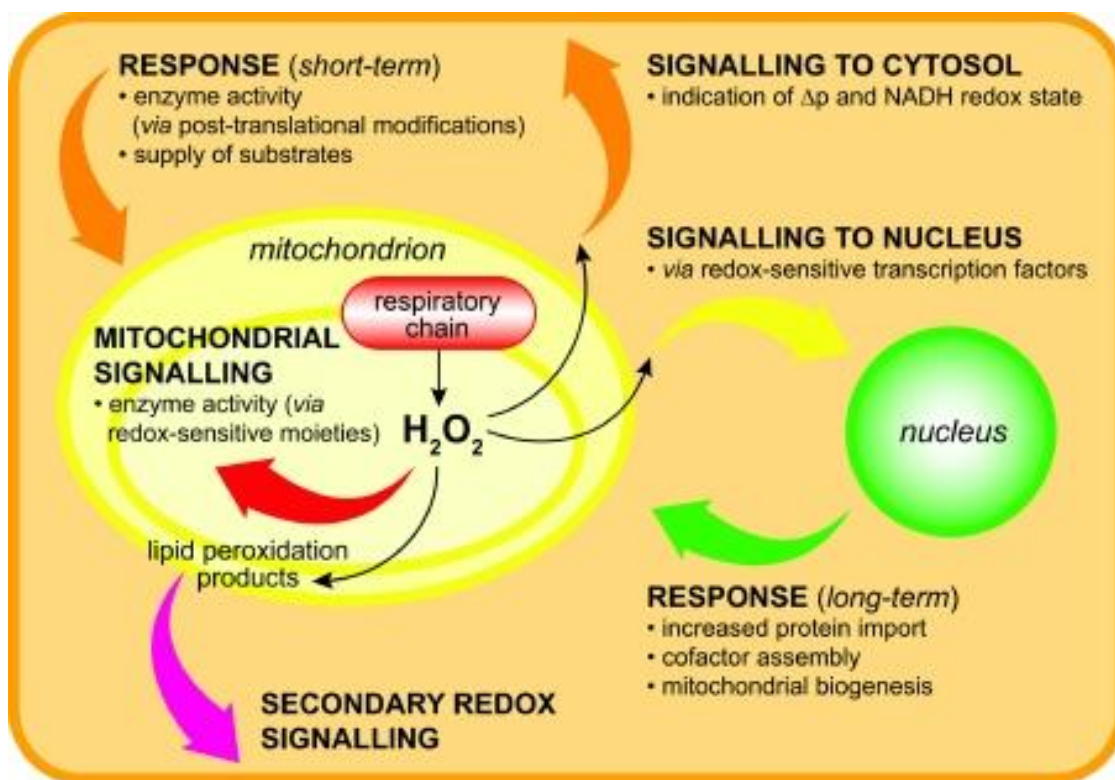 RESPONSE (short-term)
• enzyme activity
(via post-translational modifications)
• supply of substrates
SIGNALLING TO CYTOSOL
• indication of Δp and NADH redox state
mitochondrion
respiratory
chain
SIGNALLING TO NUCLEUS
• via redox-sensitive transcription factors
MITOCHONDRIAL
SIGNALLING
• enzyme activity (via
redox-sensitive moieties)
H₂O₂
nucleus
lipid peroxidation
products
RESPONSE (long-term)
• increased protein import
• cofactor assembly
• mitochondrial biogenesis
SECONDARY REDOX
SIGNALLING